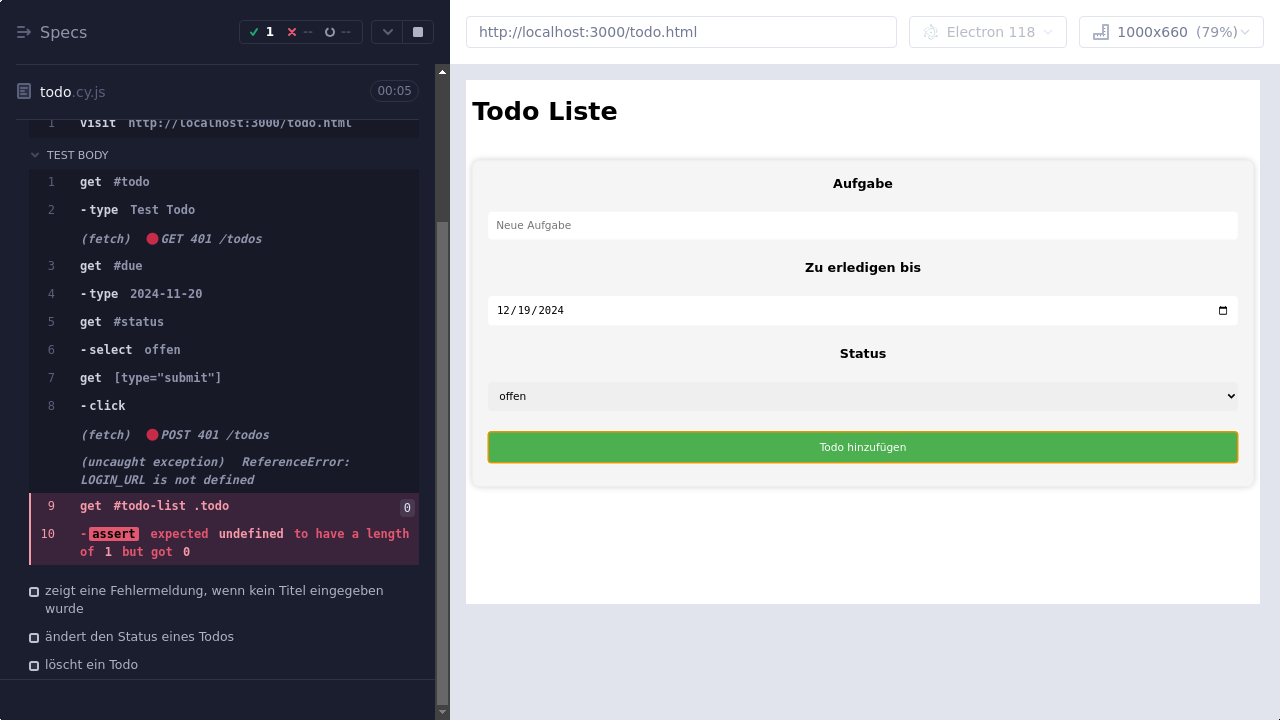 Specs
1 -- --
todo.cy.js 00:05
1 visit http://localhost:3000/todo.html
TEST BODY
1 get #todo
2 -type Test Todo
(fetch) GET 401 /todos
3 get #due
4 -type 2024-11-20
5 get #status
6 -select offen
7 get [type="submit"]
8 -click
(fetch) POST 401 /todos
(uncaught exception) ReferenceError:
LOGIN_URL is not defined
9 get #todo-list .todo 0
10 -assert expected undefined to have a length
of 1 but got 0
zeigt eine Fehlermeldung, wenn kein Titel eingegeben
wurde
ändert den Status eines Todos
löscht ein Todo
http://localhost:3000/todo.html
Electron 118
1000x660 (79%)
Todo Liste
Aufgabe
Neue Aufgabe
Zu erledigen bis
12/19/2024
Status
offen
Todo hinzufügen